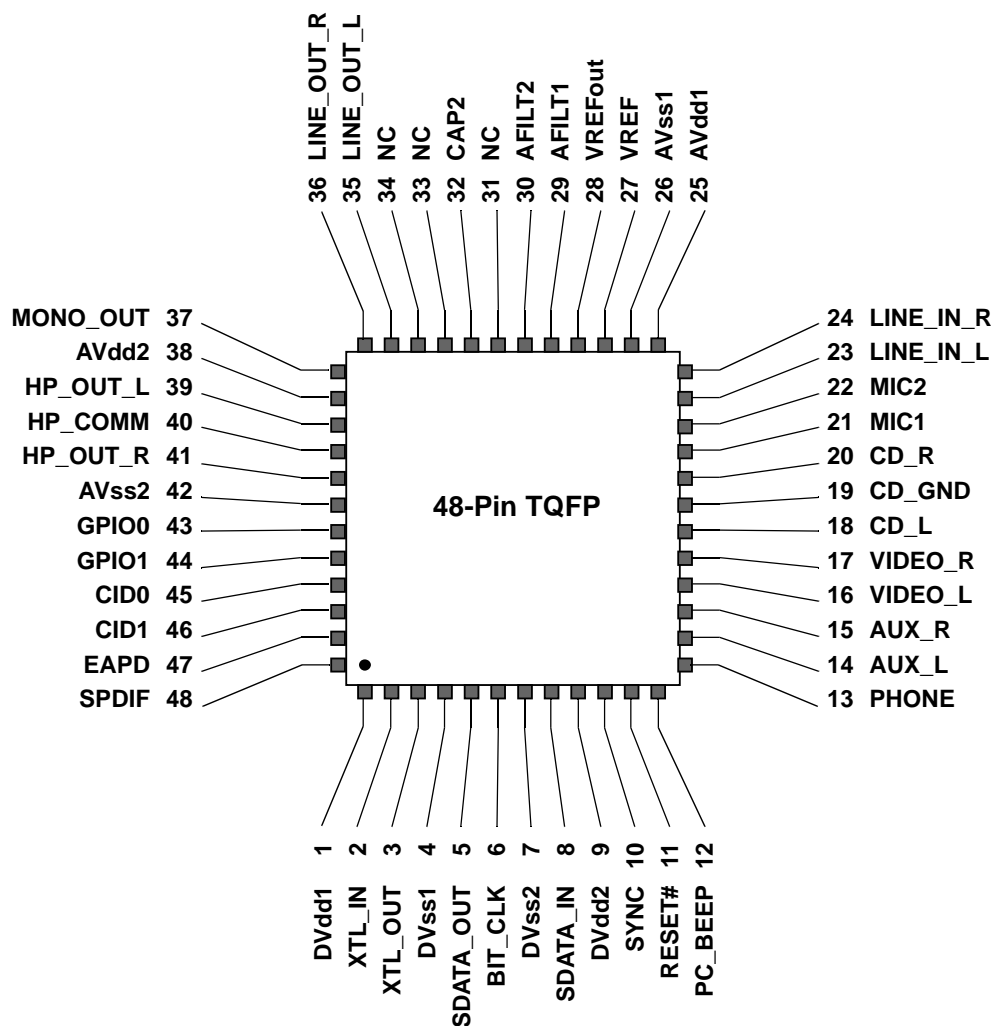 36 LINE_OUT_R
35 LINE_OUT_L
34 NC
33 NC
32 CAP2
31 NC
30 AFILT2
29 AFILT1
28 VREFout
27 VREF
26 AVss1
25 AVdd1
MONO_OUT 37
AVdd2 38
HP_OUT_L 39
HP_COMM 40
HP_OUT_R 41
AVss2 42
GPIO0 43
GPIO1 44
CID0 45
CID1 46
EAPD 47
SPDIF 48
48-Pin TQFP
24 LINE_IN_R
23 LINE_IN_L
22 MIC2
21 MIC1
20 CD_R
19 CD_GND
18 CD_L
17 VIDEO_R
16 VIDEO_L
15 AUX_R
14 AUX_L
13 PHONE
DVdd1 1
XTL_IN 2
XTL_OUT 3
DVss1 4
SDATA_OUT 5
BIT_CLK 6
DVss2 7
SDATA_IN 8
DVdd2 9
SYNC 10
RESET# 11
PC_BEEP 12